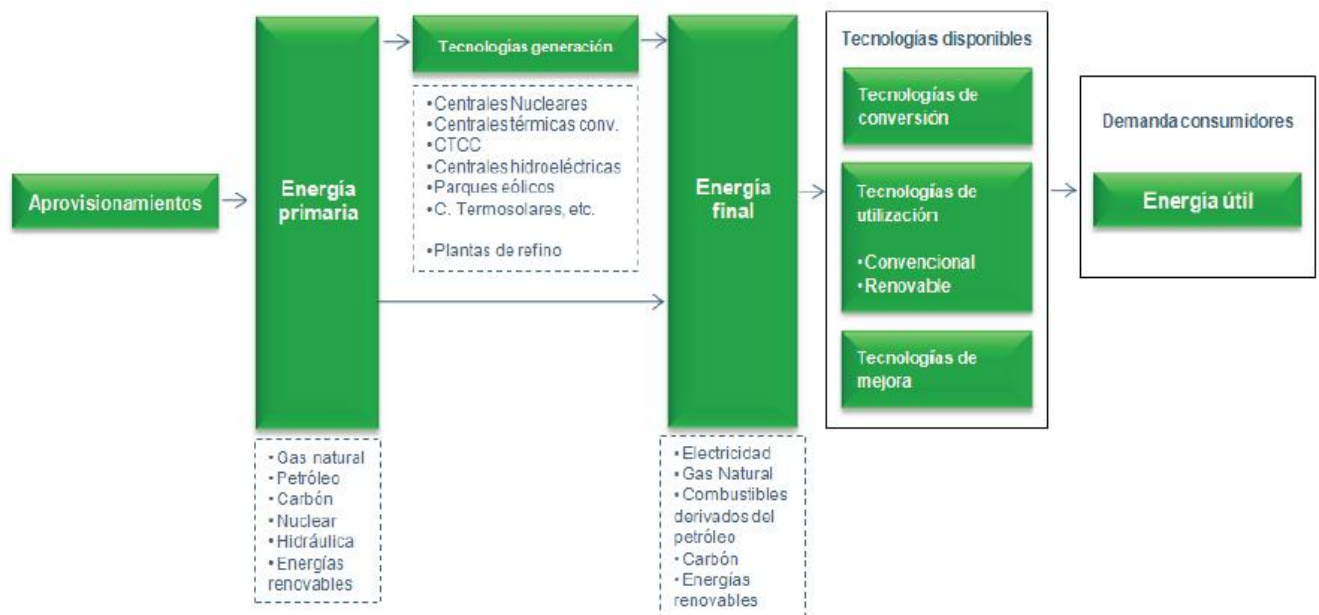 Aprovisionamientos
Energía
primaria
• Gas natural
• Petróleo
• Carbón
• Nuclear
• Hidráulica
• Energías
renovables
Tecnologías generación
• Centrales Nucleares
• Centrales térmicas conv.
• CTCC
• Centrales hidroeléctricas
• Parques eólicos
• C. Termosolares, etc.
• Plantas de refino
Energía
final
• Electricidad
• Gas Natural
• Combustibles
derivados del
petróleo
• Carbón
• Energías
renovables
Tecnologías disponibles
Tecnologías de
conversión
Tecnologías de
utilización
• Convencional
• Renovable
Tecnologías de
mejora
Demanda consumidores
Energía útil